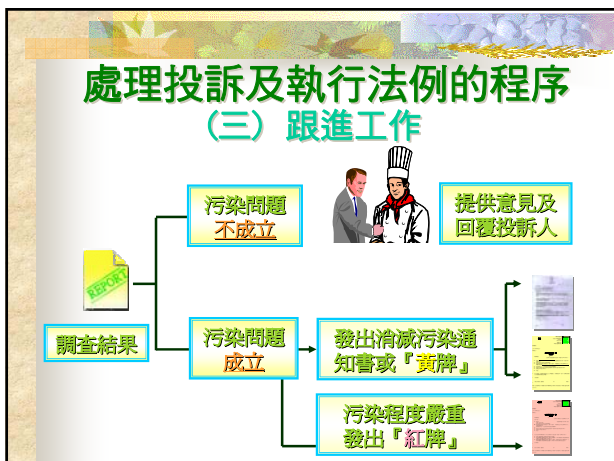 處理投訴及執行法例的程序
(三) 跟進工作
污染問題
不成立
提供意見及
回覆投訴人
REPORT
調查結果
污染問題
成立
發出消減污染通
知書或『黃牌』
污染程度嚴重
發出『紅牌』